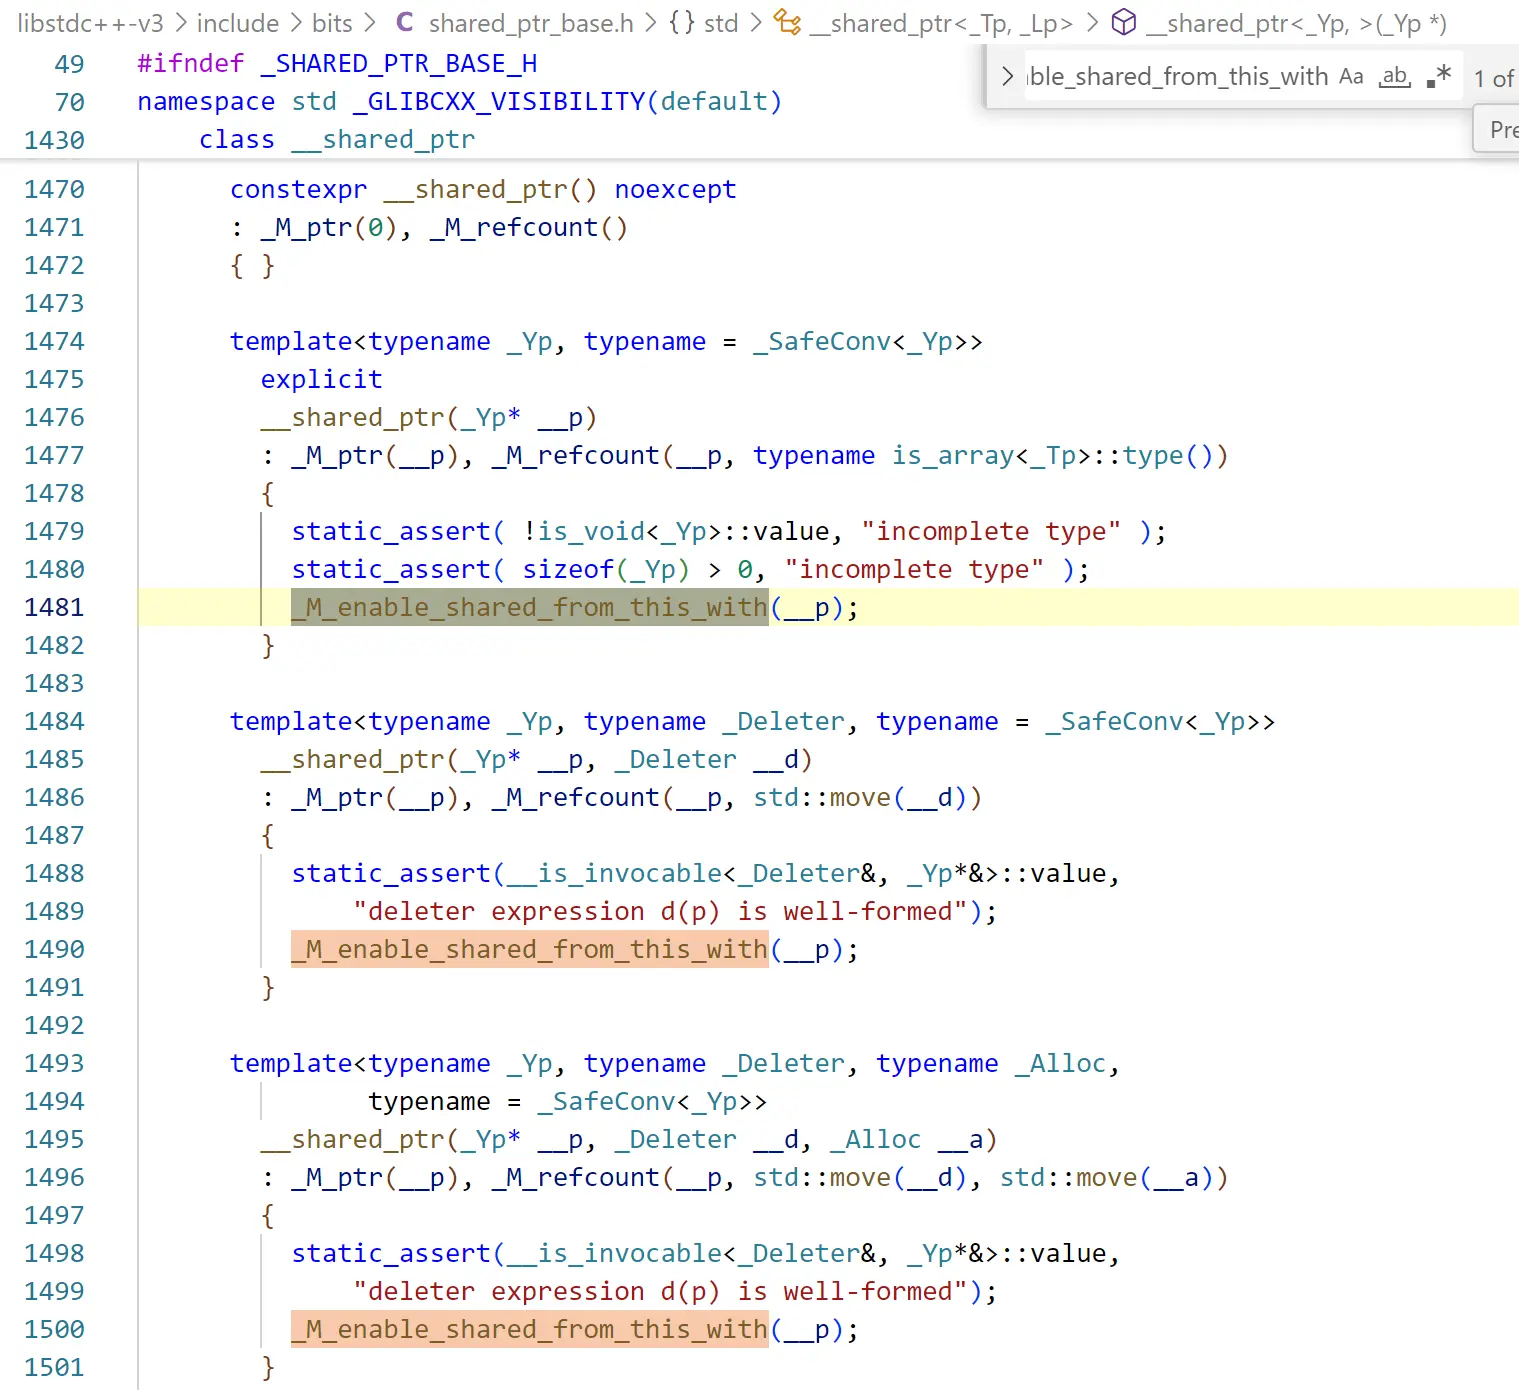 libstdc++-v3 > include > bits > C shared_ptr_base.h > {} std > __shared_ptr<_Tp, _Lp> > __shared_ptr<_Yp, >(_Yp *)
49 #ifndef _SHARED_PTR_BASE_H
> ble_shared_from_this_with Aa ab .* 1 of
70 namespace std _GLIBCXX_VISIBILITY(default)
Pre
1430 class __shared_ptr
1470 constexpr __shared_ptr() noexcept
1471 : _M_ptr(0), _M_refcount()
1472 { }
1473
1474 template<typename _Yp, typename = _SafeConv<_Yp>>
1475 explicit
1476 __shared_ptr(_Yp* __p)
1477 : _M_ptr(__p), _M_refcount(__p, typename is_array<_Tp>::type())
1478 {
1479 static_assert( !is_void<_Yp>::value, "incomplete type" );
1480 static_assert( sizeof(_Yp) > 0, "incomplete type" );
1481 _M_enable_shared_from_this_with(__p);
1482 }
1483
1484 template<typename _Yp, typename _Deleter, typename = _SafeConv<_Yp>>
1485 __shared_ptr(_Yp* __p, _Deleter __d)
1486 : _M_ptr(__p), _M_refcount(__p, std::move(__d))
1487 {
1488 static_assert(__is_invocable<_Deleter&, _Yp*&>::value,
1489 "deleter expression d(p) is well-formed");
1490 _M_enable_shared_from_this_with(__p);
1491 }
1492
1493 template<typename _Yp, typename _Deleter, typename _Alloc,
1494 typename = _SafeConv<_Yp>>
1495 __shared_ptr(_Yp* __p, _Deleter __d, _Alloc __a)
1496 : _M_ptr(__p), _M_refcount(__p, std::move(__d), std::move(__a))
1497 {
1498 static_assert(__is_invocable<_Deleter&, _Yp*&>::value,
1499 "deleter expression d(p) is well-formed");
1500 _M_enable_shared_from_this_with(__p);
1501 }